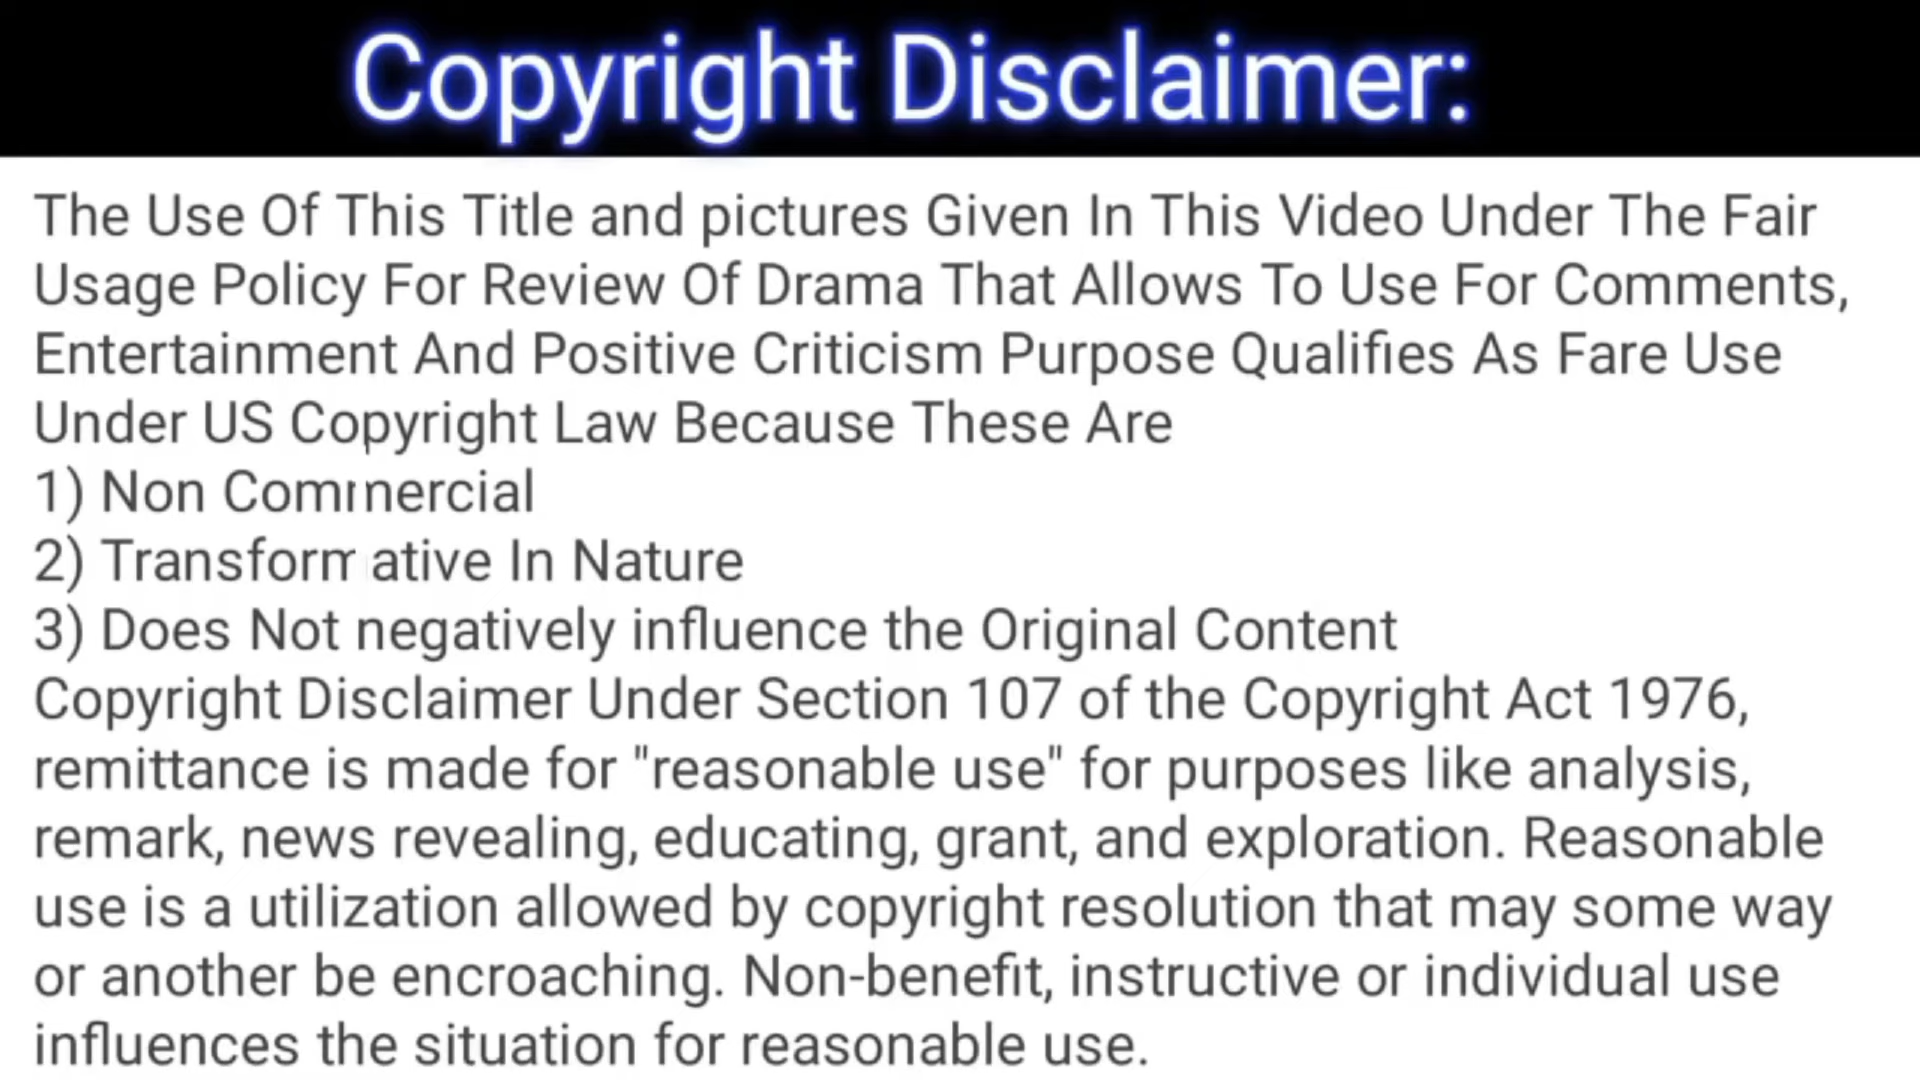 Copyright Disclaimer:
The Use Of This Title and pictures Given In This Video Under The Fair
Usage Policy For Review Of Drama That Allows To Use For Comments,
Entertainment And Positive Criticism Purpose Qualifies As Fare Use
Under US Copyright Law Because These Are
1) Non Commercial
2) Transformative In Nature
3) Does Not negatively influence the Original Content
Copyright Disclaimer Under Section 107 of the Copyright Act 1976,
remittance is made for "reasonable use" for purposes like analysis,
remark, news revealing, educating, grant, and exploration. Reasonable
use is a utilization allowed by copyright resolution that may some way
or another be encroaching. Non-benefit, instructive or individual use
influences the situation for reasonable use.